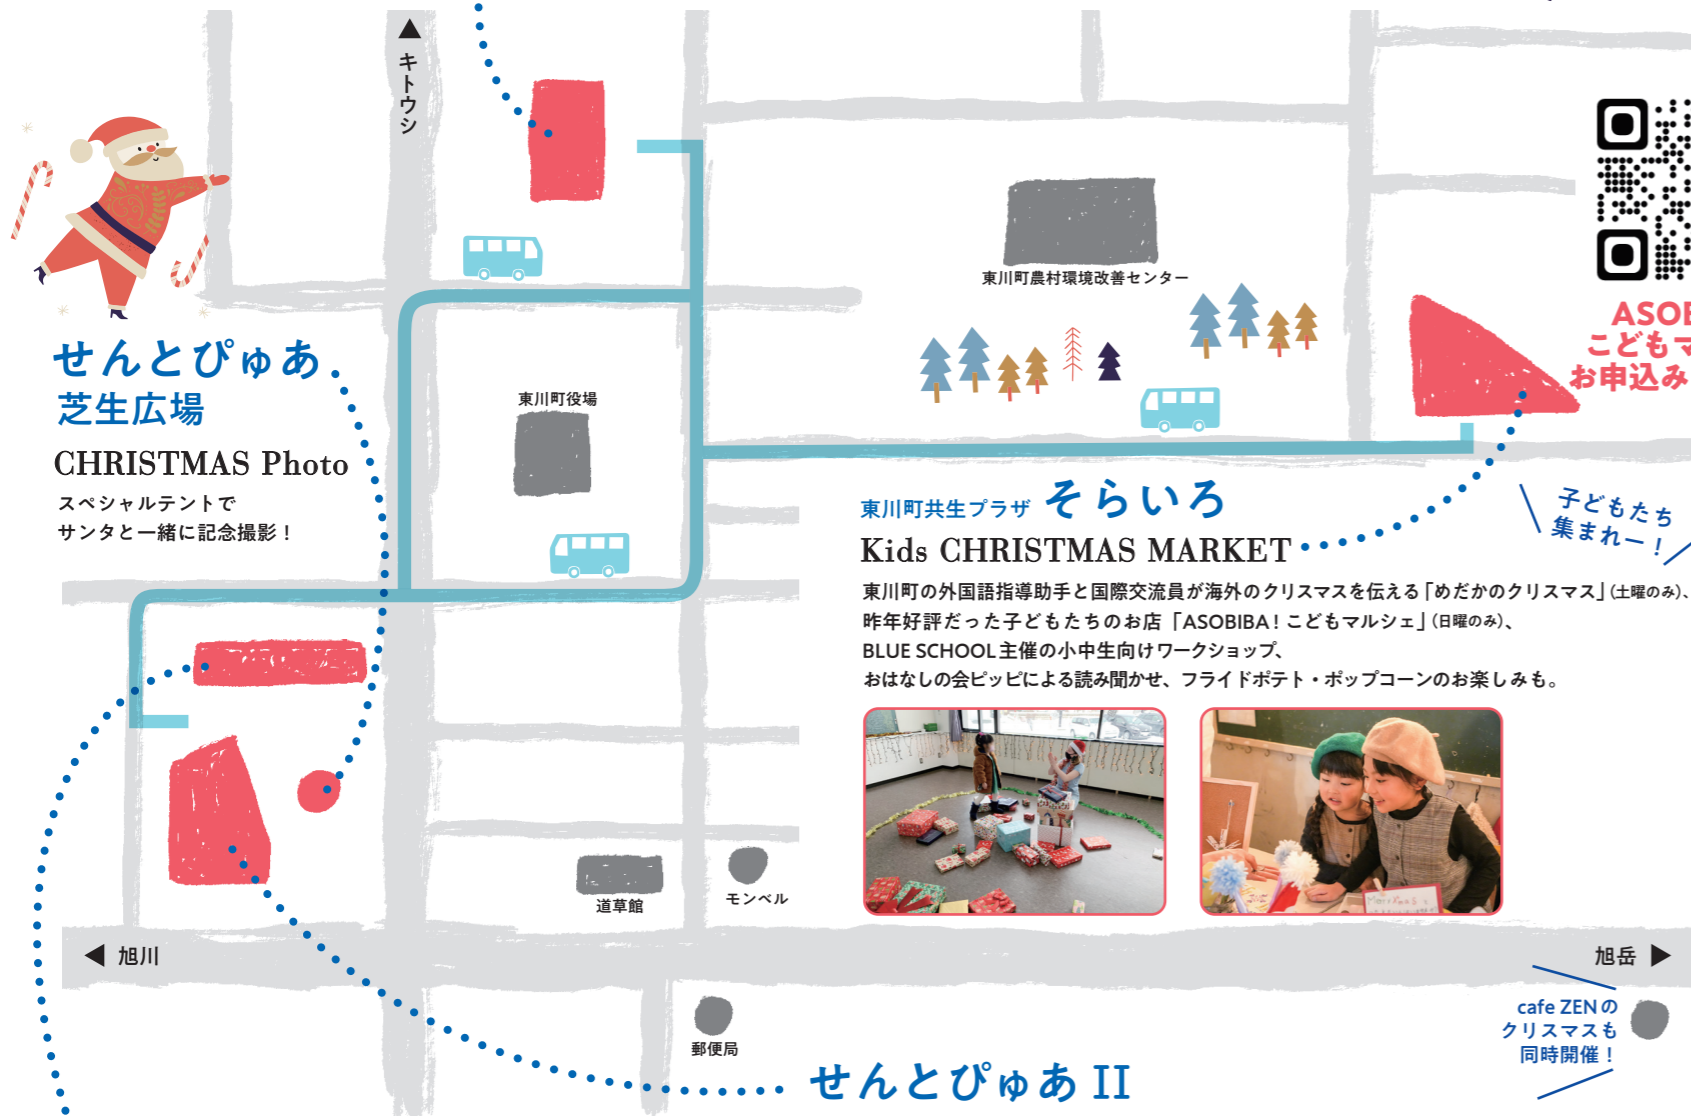 キトウシ
東川町農村環境改善センター
せんとぴゅあ
芝生広場
CHRISTMAS Photo
スペシャルテントで
サンタと一緒に記念撮影！
東川町役場
ASOB
こどもマ
お申込み
東川町共生プラザ そらいろ
Kids CHRISTMAS MARKET
子どもたち
集まれー！
東川町の外国語指導助手と国際交流員が海外のクリスマスを伝える「めだかのクリスマス」（土曜のみ）、
昨年好評だった子どもたちのお店「ASOBIBA！こどもマルシェ」（日曜のみ）、
BLUE SCHOOL主催の小中生向けワークショップ、
おはなしの会ピッピによる読み聞かせ、フライドポテト・ポップコーンのお楽しみも。
道草館
モンベル
旭川
旭岳
郵便局
cafe ZENの
クリスマスも
同時開催！
せんとぴゅあ II